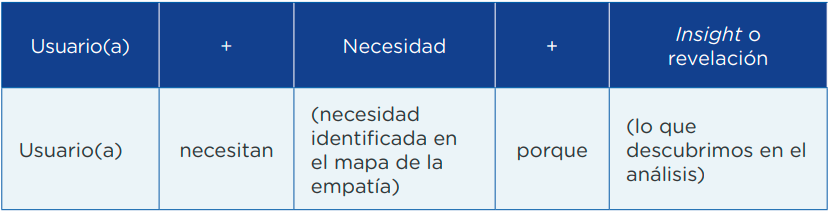 Usuario(a) + Necesidad + Insight o
revelación
Usuario(a) necesitan (necesidad
identificada en
el mapa de la
empatía) porque (lo que
descubrimos en el
análisis)